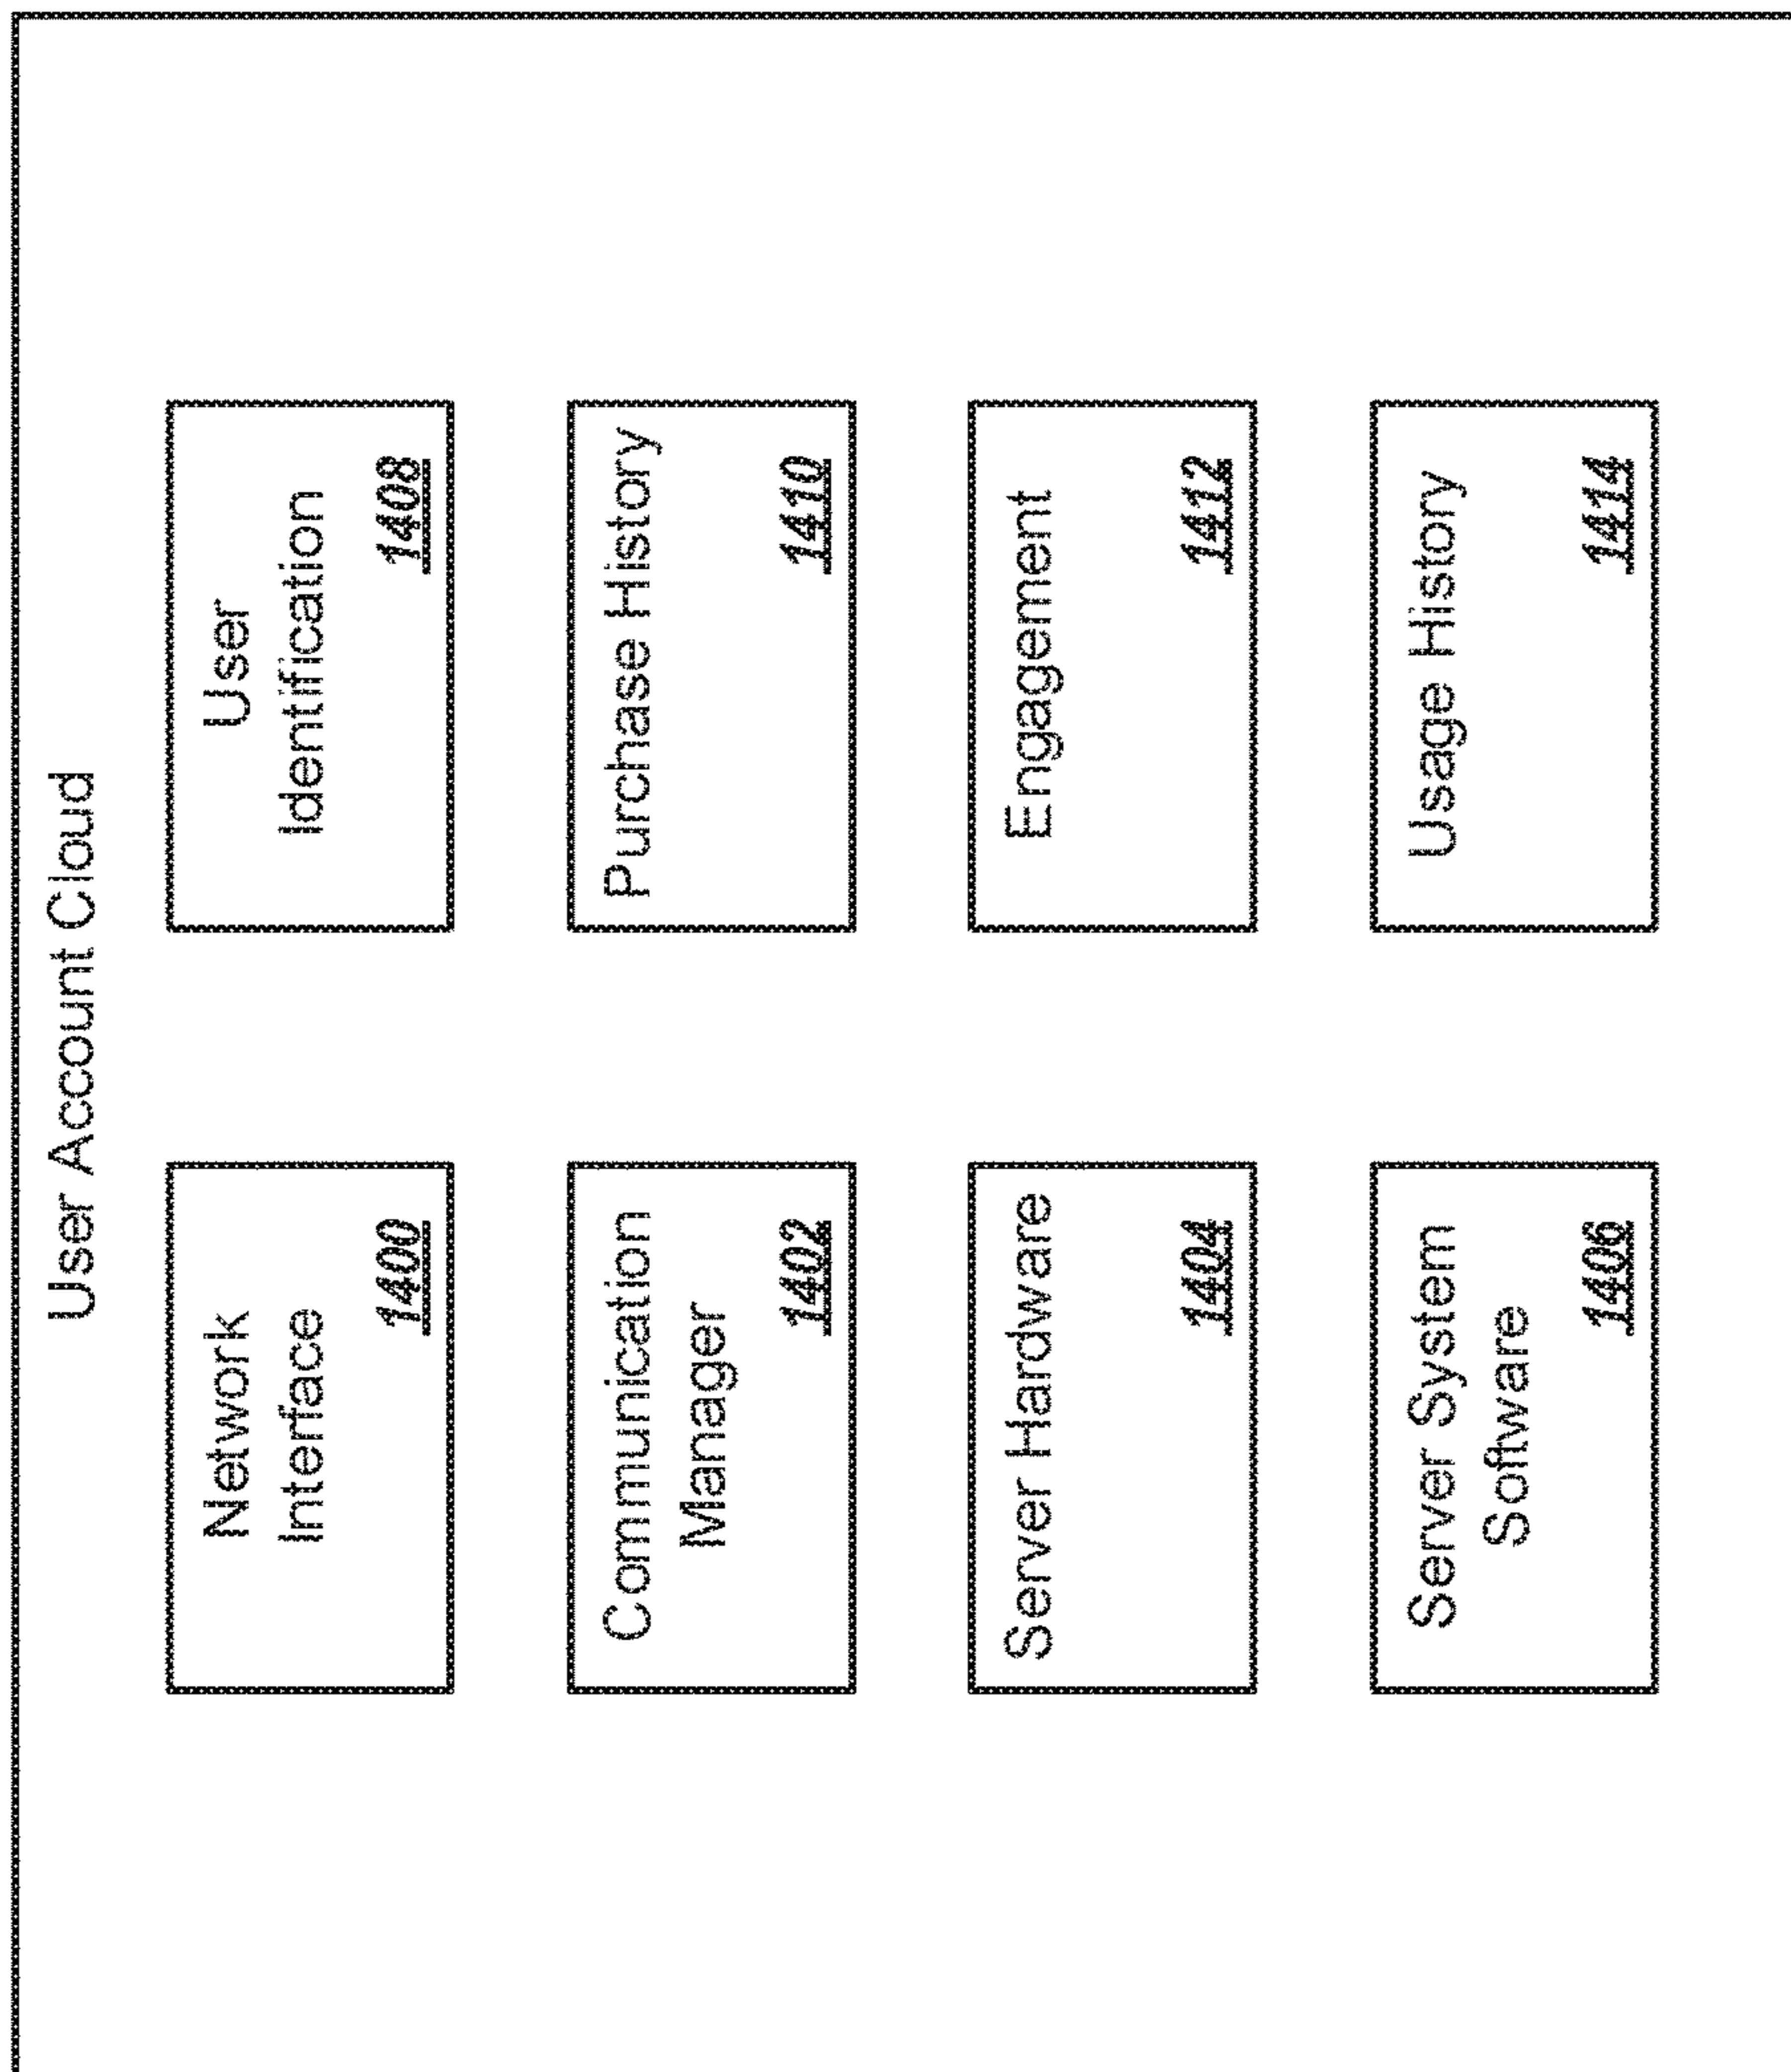 User Account Cloud
Network
Interface
1400
Communication
Manager
1402
Server Hardware
1404
Server System
Software
1406
User
Identification
1408
Purchase History
1410
Engagement
1412
Usage History
1414